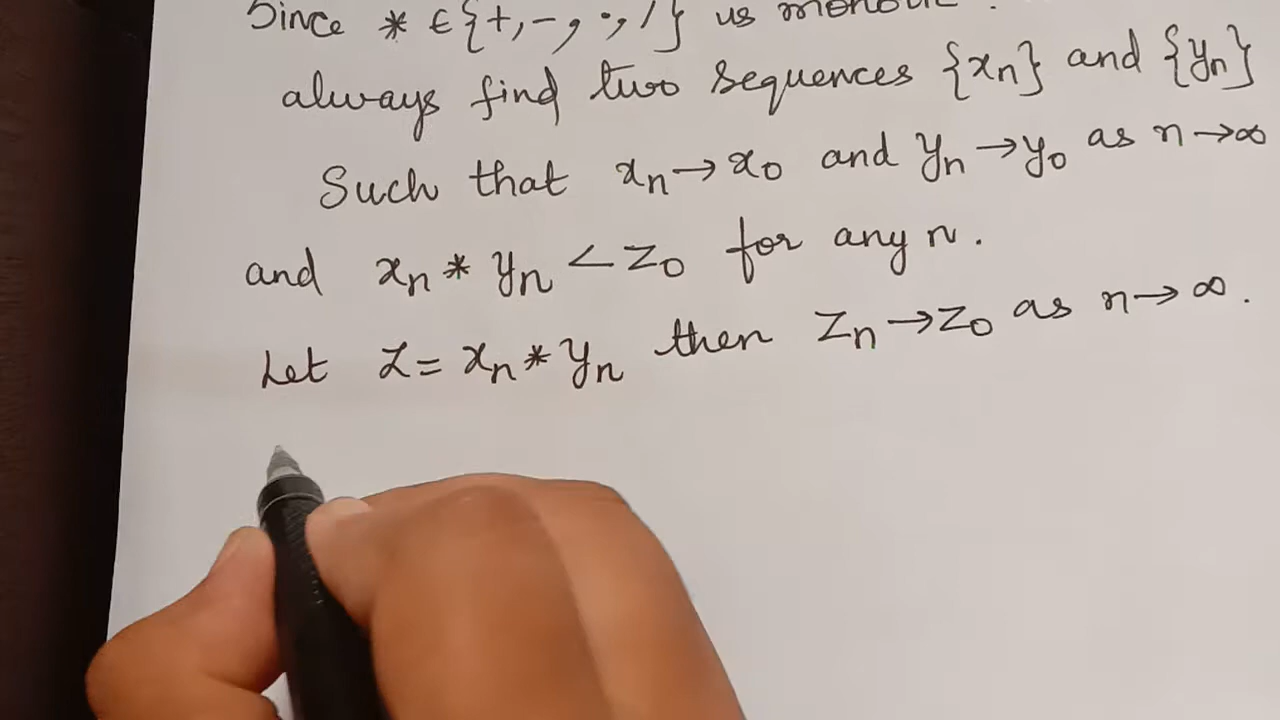 Since * ∈ {+, -, ·, /} is
always find two sequences {xₙ} and {yₙ}
Such that xₙ → x₀ and yₙ → y₀ as n → ∞
and xₙ * yₙ < z₀ for any n.
Let z = xₙ * yₙ then zₙ → z₀ as n → ∞.